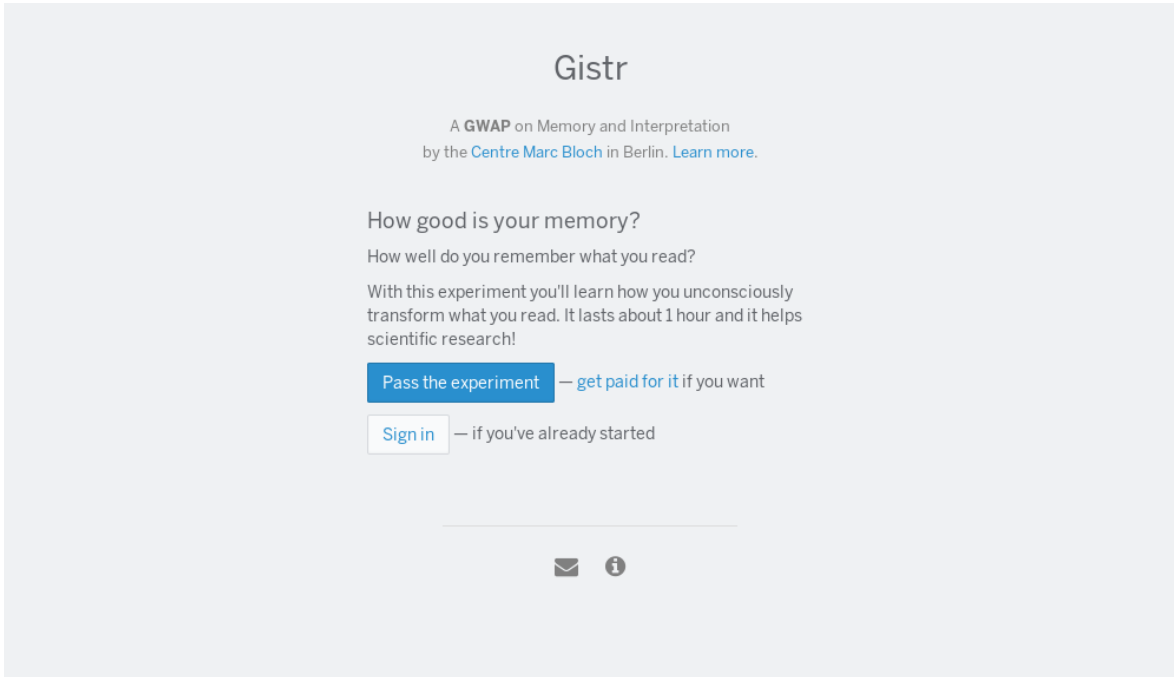 Gistr
A GWAP on Memory and Interpretation
by the Centre Marc Bloch in Berlin. Learn more.
How good is your memory?
How well do you remember what you read?
With this experiment you'll learn how you unconsciously
transform what you read. It lasts about 1 hour and it helps
scientific research!
Pass the experiment — get paid for it if you want
Sign in — if you've already started